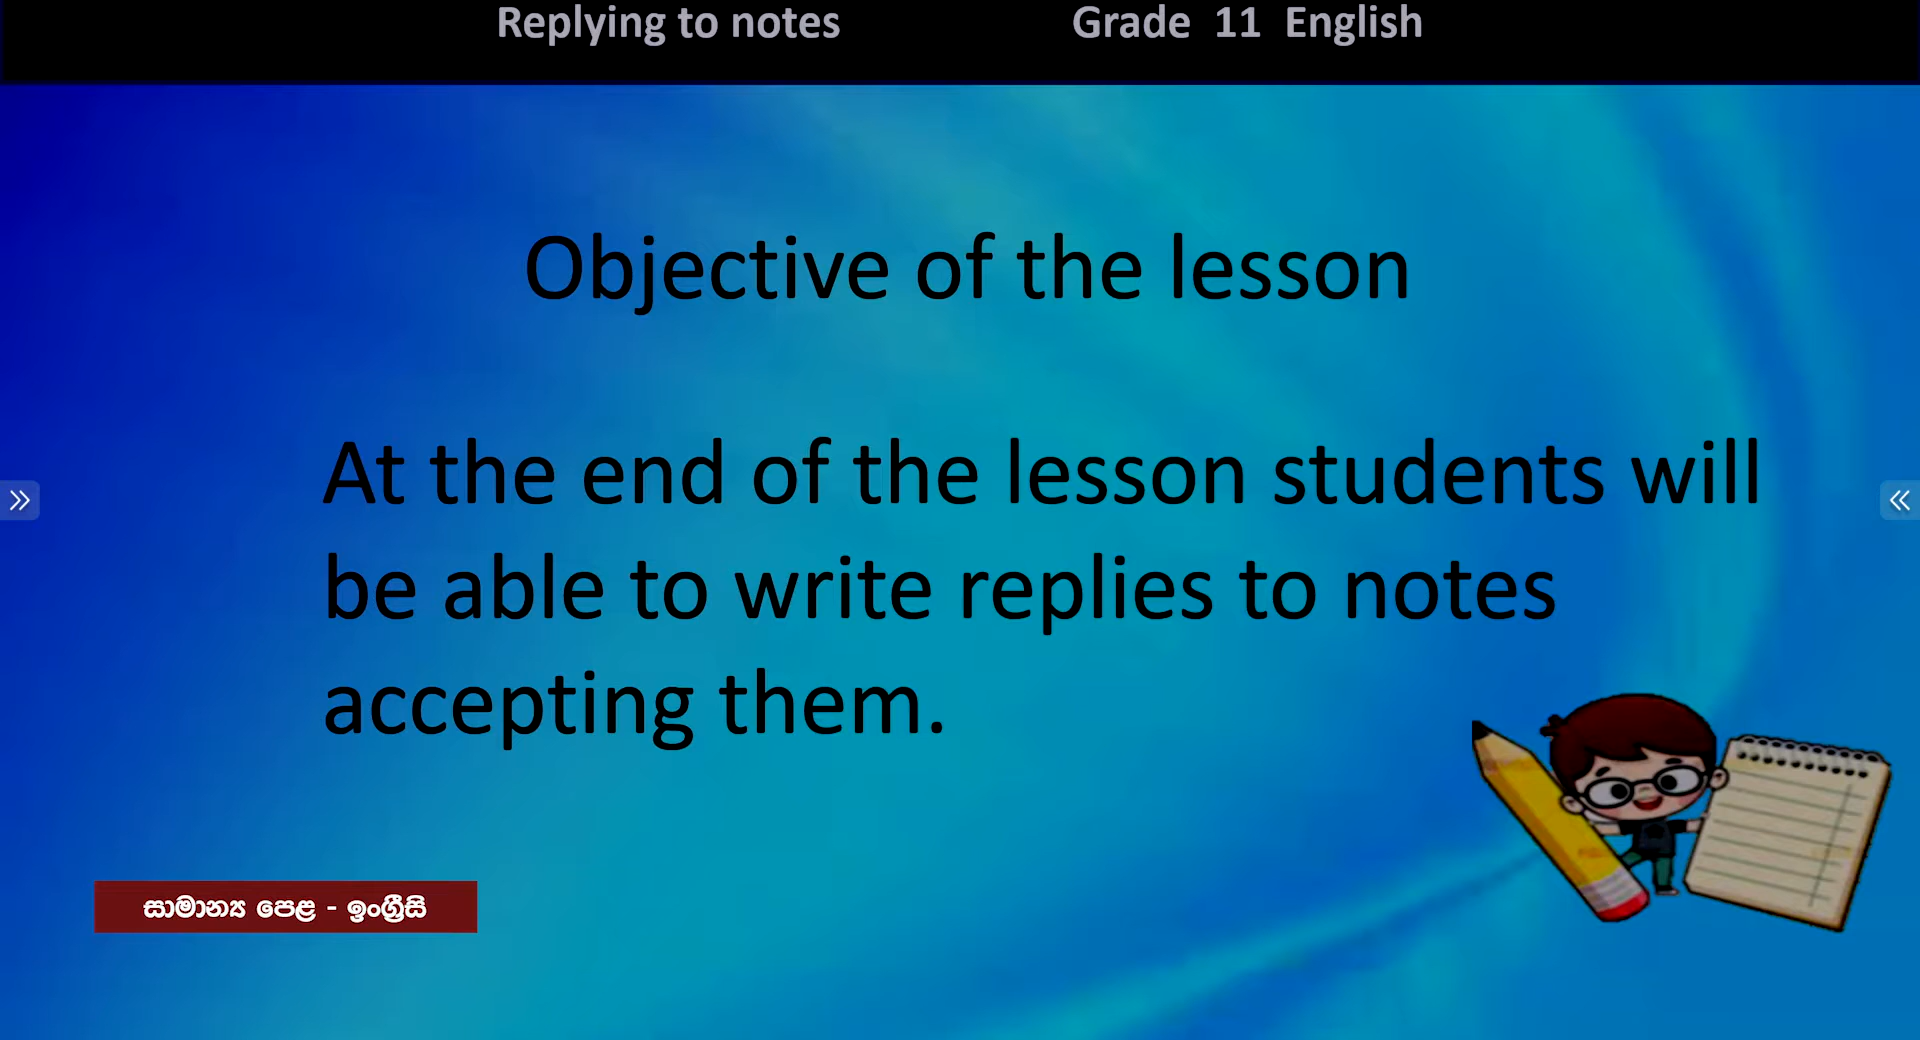 Replying to notes Grade 11 English
Objective of the lesson
At the end of the lesson students will
be able to write replies to notes
accepting them.
සාමාන්‍ය පෙළ - ඉංග්‍රීසි